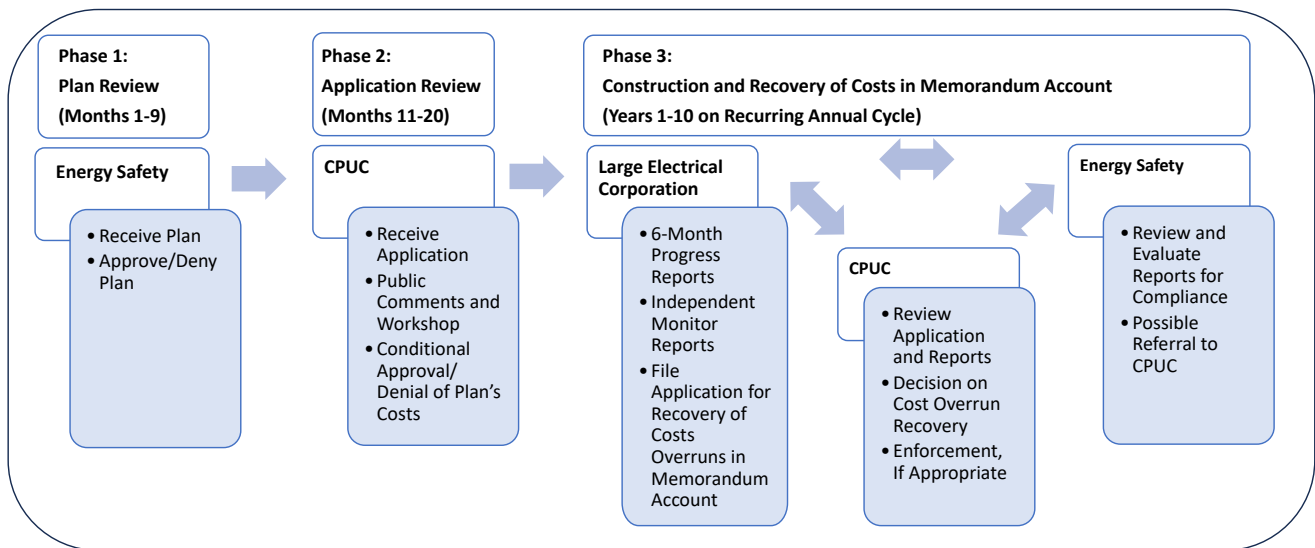 Phase 1:
Plan Review
(Months 1-9)
Energy Safety
• Receive Plan
• Approve/Deny
Plan
Phase 2:
Application Review
(Months 11-20)
CPUC
• Receive
Application
• Public
Comments and
Workshop
• Conditional
Approval/
Denial of Plan's
Costs
Phase 3:
Construction and Recovery of Costs in Memorandum Account
(Years 1-10 on Recurring Annual Cycle)
Large Electrical
Corporation
• 6-Month
Progress
Reports
• Independent
Monitor
Reports
• File
Application for
Recovery of
Costs
Overruns in
Memorandum
Account
CPUC
• Review
Application
and Reports
• Decision on
Cost Overrun
Recovery
• Enforcement,
If Appropriate
Energy Safety
• Review and
Evaluate
Reports for
Compliance
• Possible
Referral to
CPUC